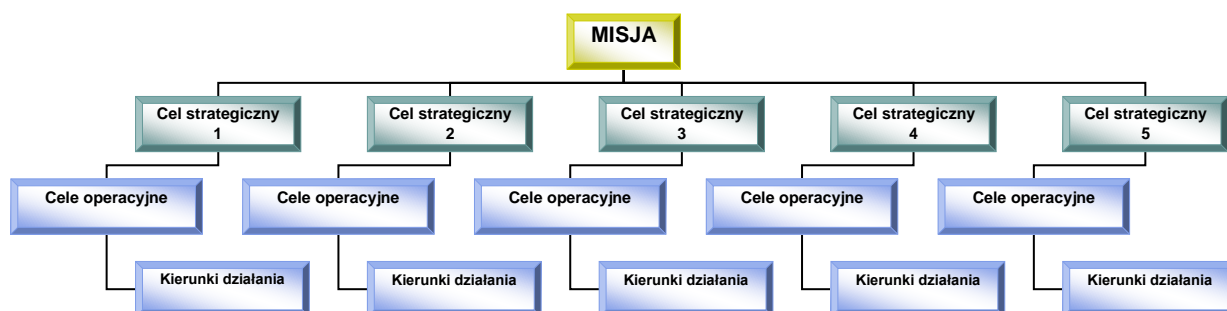 MISJA
Cel strategiczny
1
Cel strategiczny
2
Cel strategiczny
3
Cel strategiczny
4
Cel strategiczny
5
Cele operacyjne
Cele operacyjne
Cele operacyjne
Cele operacyjne
Cele operacyjne
Kierunki działania
Kierunki działania
Kierunki działania
Kierunki działania
Kierunki działania